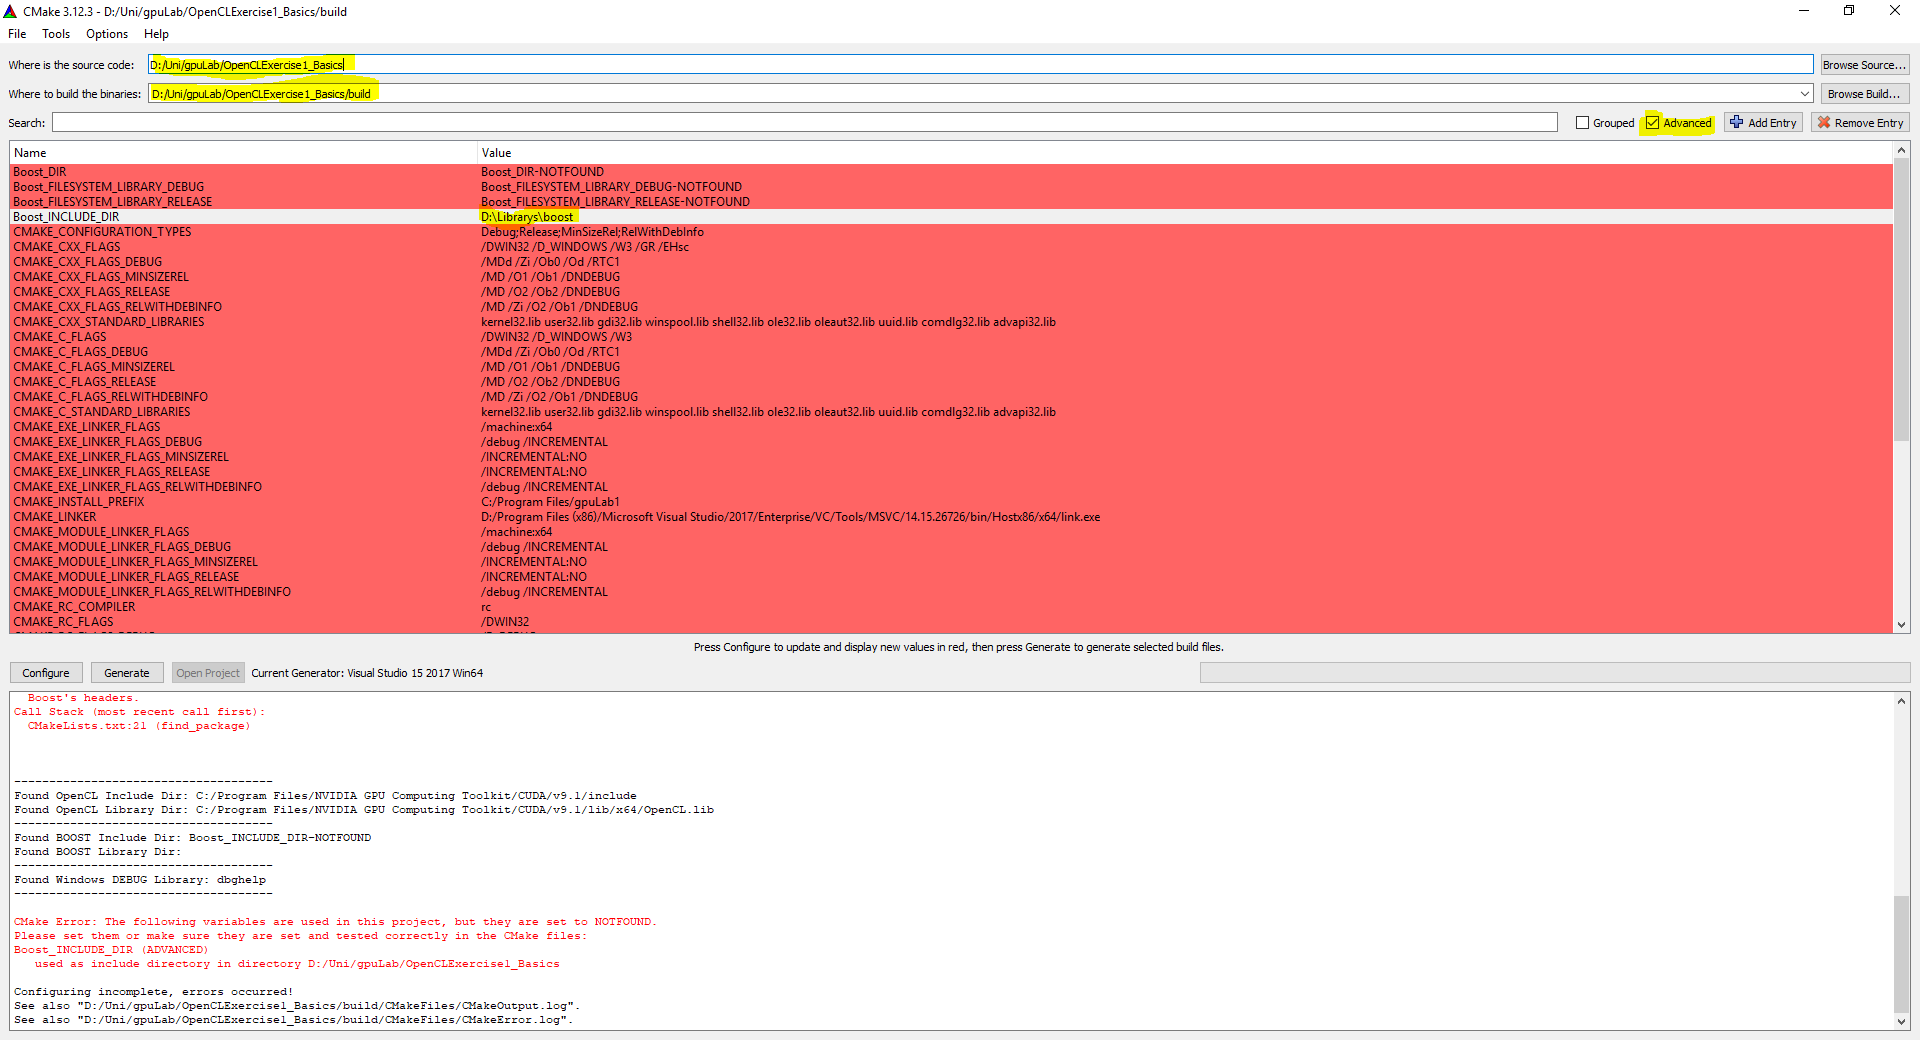 CMake 3.12.3 - D:/Uni/gpuLab/OpenCLExercise1_Basics/build
File Tools Options Help
Where is the source code: D:/Uni/gpuLab/OpenCLExercise1_Basics Browse Source...
Where to build the binaries: D:/Uni/gpuLab/OpenCLExercise1_Basics/build Browse Build...
Search: Grouped Advanced Add Entry Remove Entry
Name Value
Boost_DIR Boost_DIR-NOTFOUND
Boost_FILESYSTEM_LIBRARY_DEBUG Boost_FILESYSTEM_LIBRARY_DEBUG-NOTFOUND
Boost_FILESYSTEM_LIBRARY_RELEASE Boost_FILESYSTEM_LIBRARY_RELEASE-NOTFOUND
Boost_INCLUDE_DIR D:\Librarys\boost
CMAKE_CONFIGURATION_TYPES Debug;Release;MinSizeRel;RelWithDebInfo
CMAKE_CXX_FLAGS /DWIN32 /D_WINDOWS /W3 /GR /EHsc
CMAKE_CXX_FLAGS_DEBUG /MDd /Zi /Ob0 /Od /RTC1
CMAKE_CXX_FLAGS_MINSIZEREL /MD /O1 /Ob1 /DNDEBUG
CMAKE_CXX_FLAGS_RELEASE /MD /O2 /Ob2 /DNDEBUG
CMAKE_CXX_FLAGS_RELWITHDEBINFO /MD /Zi /O2 /Ob1 /DNDEBUG
CMAKE_CXX_STANDARD_LIBRARIES kernel32.lib user32.lib gdi32.lib winspool.lib shell32.lib ole32.lib oleaut32.lib uuid.lib comdlg32.lib advapi32.lib
CMAKE_C_FLAGS /DWIN32 /D_WINDOWS /W3
CMAKE_C_FLAGS_DEBUG /MDd /Zi /Ob0 /Od /RTC1
CMAKE_C_FLAGS_MINSIZEREL /MD /O1 /Ob1 /DNDEBUG
CMAKE_C_FLAGS_RELEASE /MD /O2 /Ob2 /DNDEBUG
CMAKE_C_FLAGS_RELWITHDEBINFO /MD /Zi /O2 /Ob1 /DNDEBUG
CMAKE_C_STANDARD_LIBRARIES kernel32.lib user32.lib gdi32.lib winspool.lib shell32.lib ole32.lib oleaut32.lib uuid.lib comdlg32.lib advapi32.lib
CMAKE_EXE_LINKER_FLAGS /machine:x64
CMAKE_EXE_LINKER_FLAGS_DEBUG /debug /INCREMENTAL
CMAKE_EXE_LINKER_FLAGS_MINSIZEREL /INCREMENTAL:NO
CMAKE_EXE_LINKER_FLAGS_RELEASE /INCREMENTAL:NO
CMAKE_EXE_LINKER_FLAGS_RELWITHDEBINFO /debug /INCREMENTAL
CMAKE_INSTALL_PREFIX C:/Program Files/gpuLab1
CMAKE_LINKER D:/Program Files (x86)/Microsoft Visual Studio/2017/Enterprise/VC/Tools/MSVC/14.15.26726/bin/Hostx86/x64/link.exe
CMAKE_MODULE_LINKER_FLAGS /machine:x64
CMAKE_MODULE_LINKER_FLAGS_DEBUG /debug /INCREMENTAL
CMAKE_MODULE_LINKER_FLAGS_MINSIZEREL /INCREMENTAL:NO
CMAKE_MODULE_LINKER_FLAGS_RELEASE /INCREMENTAL:NO
CMAKE_MODULE_LINKER_FLAGS_RELWITHDEBINFO /debug /INCREMENTAL
CMAKE_RC_COMPILER rc
CMAKE_RC_FLAGS /DWIN32
Press Configure to update and display new values in red, then press Generate to generate selected build files.
Configure Generate Open Project Current Generator: Visual Studio 15 2017 Win64
Boost's headers.
Call Stack (most recent call first):
CMakeLists.txt:21 (find_package)
-------------------------------------
Found OpenCL Include Dir: C:/Program Files/NVIDIA GPU Computing Toolkit/CUDA/v9.1/include
Found OpenCL Library Dir: C:/Program Files/NVIDIA GPU Computing Toolkit/CUDA/v9.1/lib/x64/OpenCL.lib
-------------------------------------
Found BOOST Include Dir: Boost_INCLUDE_DIR-NOTFOUND
Found BOOST Library Dir:
-------------------------------------
Found Windows DEBUG Library: dbghelp
-------------------------------------
CMake Error: The following variables are used in this project, but they are set to NOTFOUND.
Please set them or make sure they are set and tested correctly in the CMake files:
Boost_INCLUDE_DIR (ADVANCED)
used as include directory in directory D:/Uni/gpuLab/OpenCLExercise1_Basics
Configuring incomplete, errors occurred!
See also "D:/Uni/gpuLab/OpenCLExercise1_Basics/build/CMakeFiles/CMakeOutput.log".
See also "D:/Uni/gpuLab/OpenCLExercise1_Basics/build/CMakeFiles/CMakeError.log".